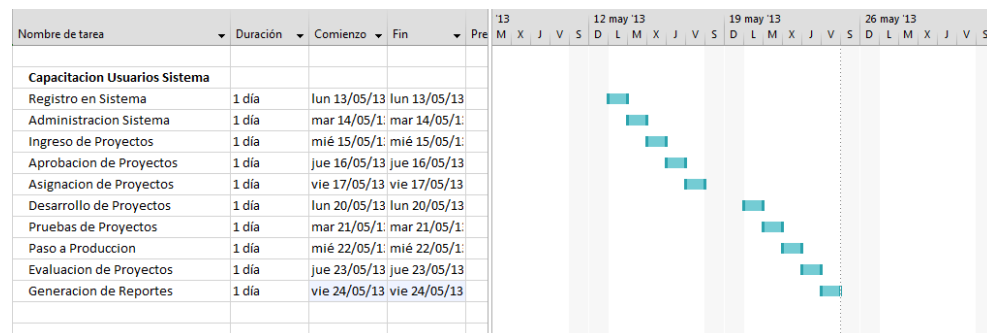 '13 12 may '13 19 may '13 26 may '13
Nombre de tarea Duración Comienzo Fin Pre M X J V S D L M X J V S D L M X J V S D L M X J V S
Capacitacion Usuarios Sistema
Registro en Sistema 1 día lun 13/05/13 lun 13/05/13
Administracion Sistema 1 día mar 14/05/1 mar 14/05/1
Ingreso de Proyectos 1 día mié 15/05/1 mié 15/05/1
Aprobacion de Proyectos 1 día jue 16/05/13 jue 16/05/13
Asignacion de Proyectos 1 día vie 17/05/13 vie 17/05/13
Desarrollo de Proyectos 1 día lun 20/05/13 lun 20/05/13
Pruebas de Proyectos 1 día mar 21/05/1 mar 21/05/1
Paso a Produccion 1 día mié 22/05/1 mié 22/05/1
Evaluacion de Proyectos 1 día jue 23/05/13 jue 23/05/13
Generacion de Reportes 1 día vie 24/05/13 vie 24/05/13